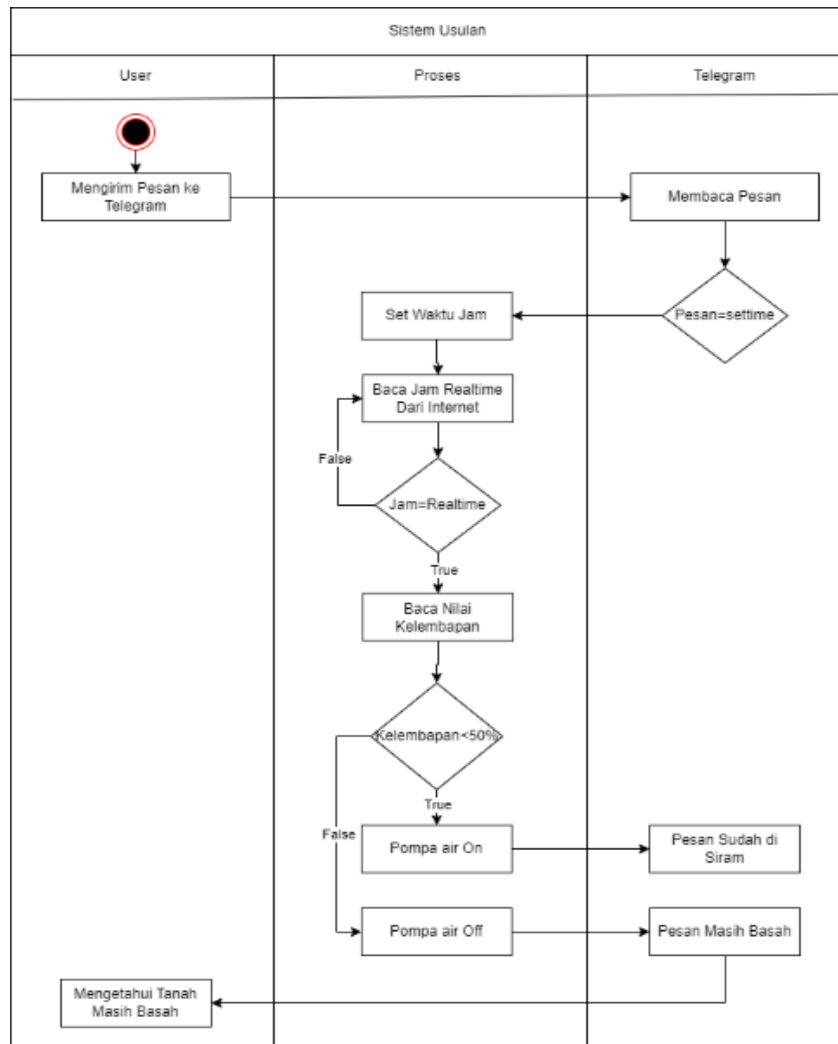 Sistem Usulan
User
Proses
Telegram
Mengirim Pesan ke
Telegram
Membaca Pesan
Pesan=settime
Set Waktu Jam
Baca Jam Realtime
Dari Internet
False
Jam=Realtime
True
Baca Nilai
Kelembapan
Kelembapan<50%
True
False
Pompa air On
Pesan Sudah di
Siram
Pompa air Off
Pesan Masih Basah
Mengetahui Tanah
Masih Basah